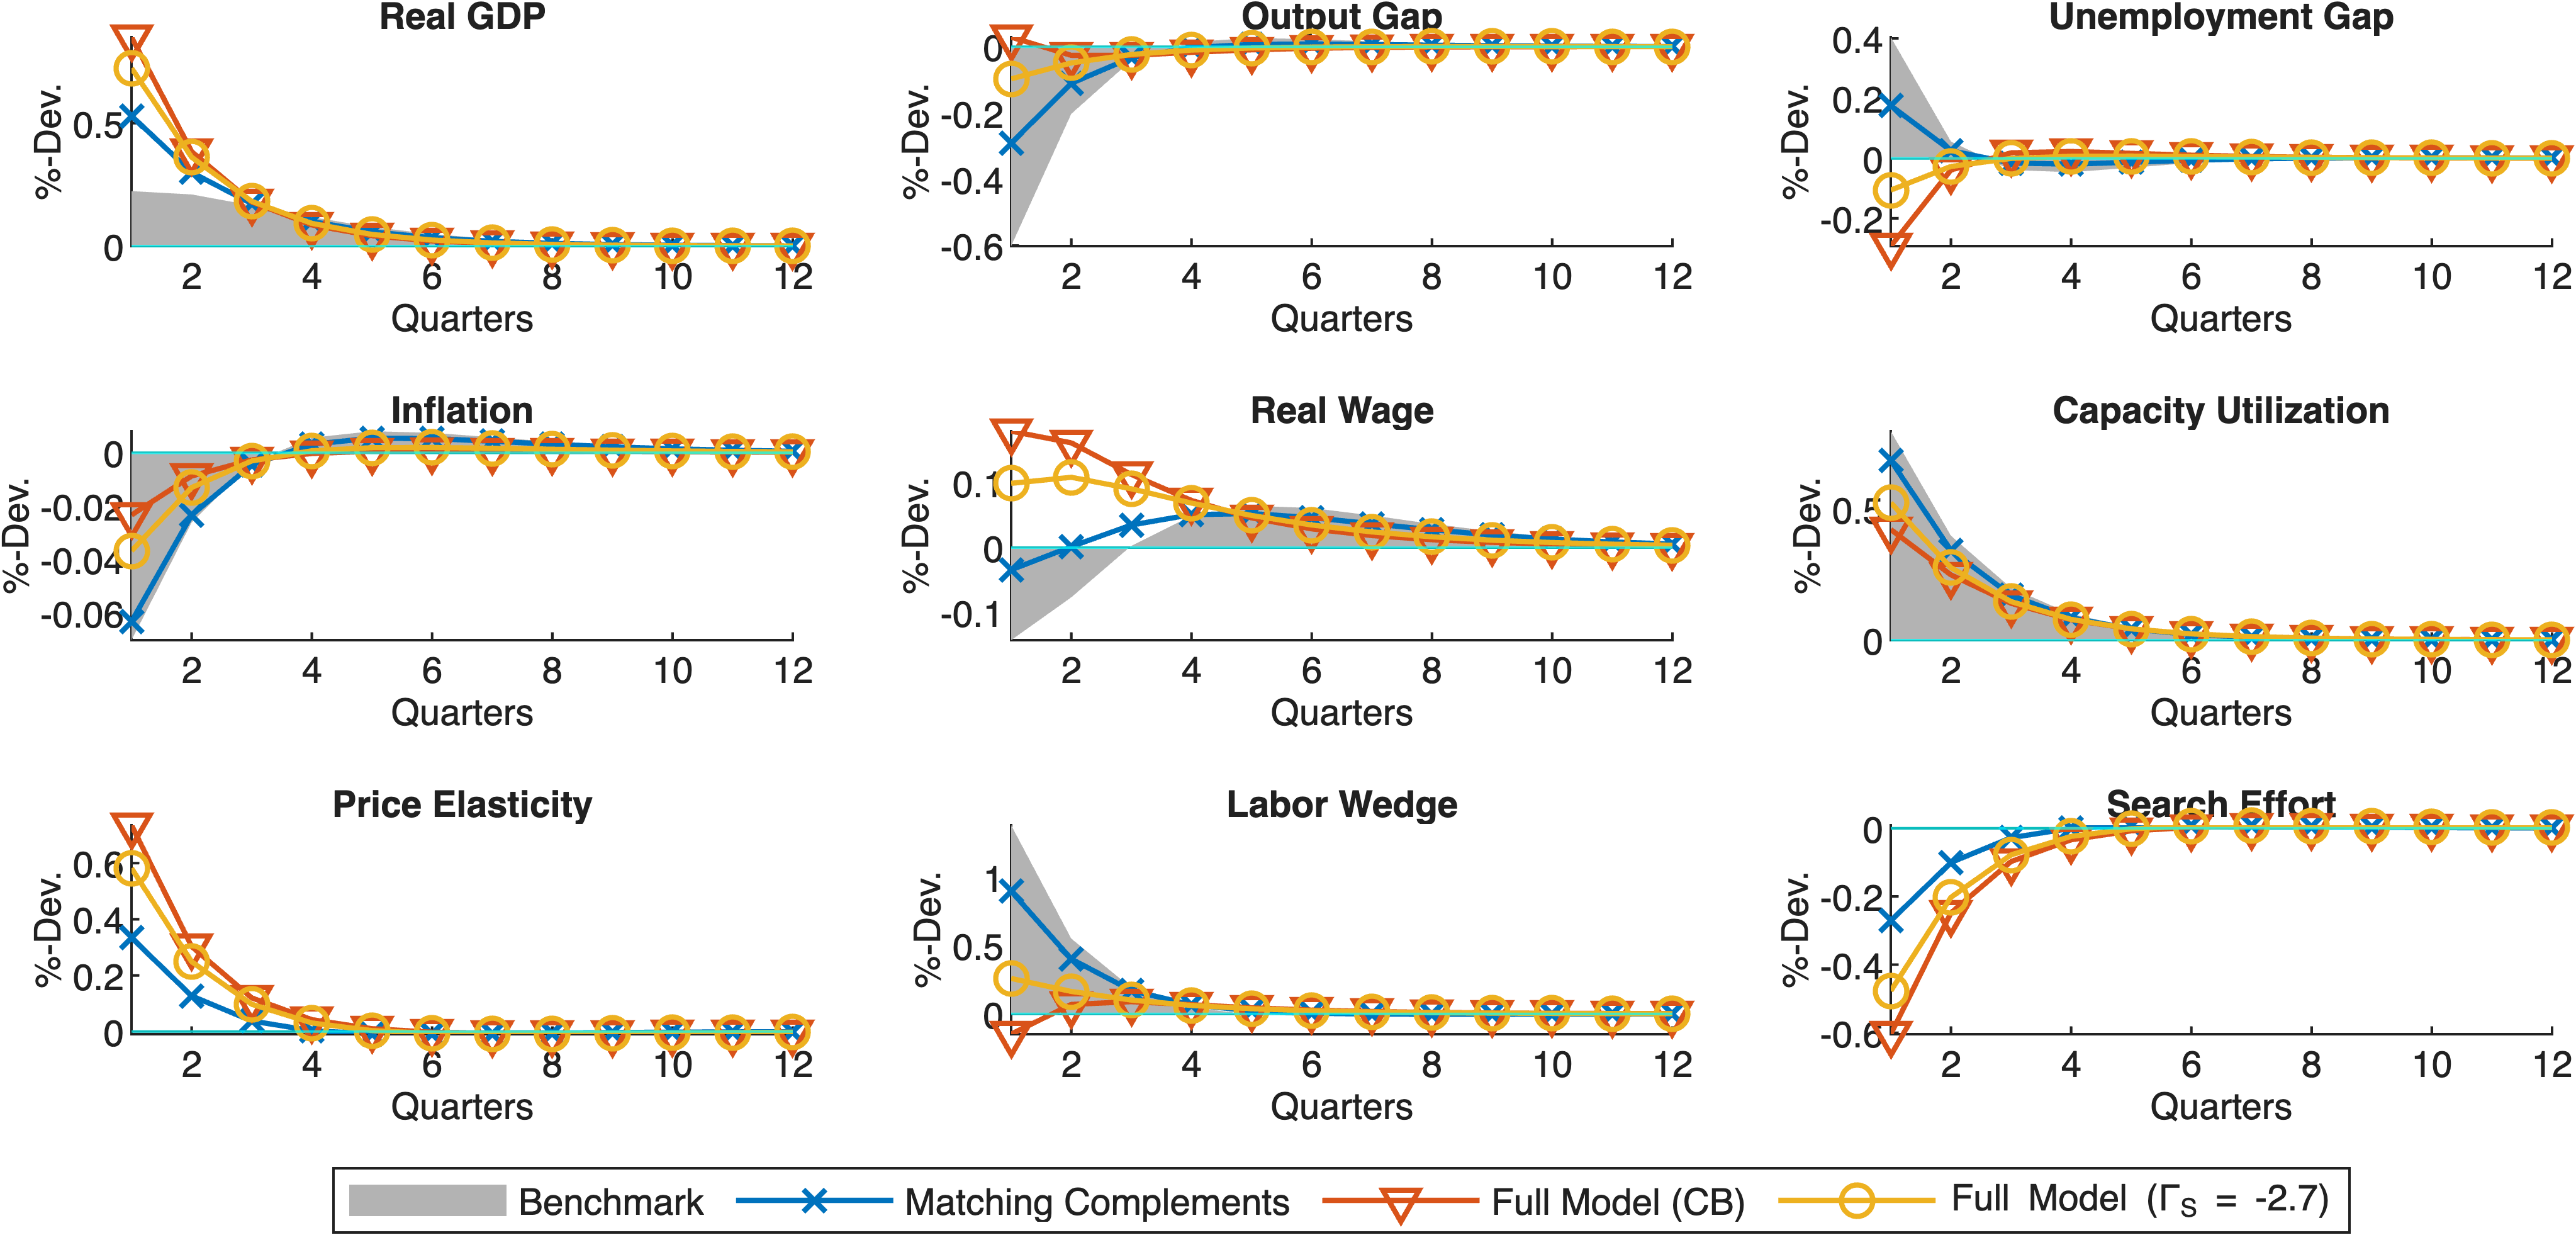 Real GDP
%-Dev.
0.5
0
2 4 6 8 10 12
Quarters
Output Gap
%-Dev.
0
-0.2
-0.4
-0.6
2 4 6 8 10 12
Quarters
Unemployment Gap
%-Dev.
0.4
0.2
0
-0.2
2 4 6 8 10 12
Quarters
Inflation
%-Dev.
0
-0.02
-0.04
-0.06
2 4 6 8 10 12
Quarters
Real Wage
%-Dev.
0.1
0
-0.1
2 4 6 8 10 12
Quarters
Capacity Utilization
%-Dev.
0.5
0
2 4 6 8 10 12
Quarters
Price Elasticity
%-Dev.
0.6
0.4
0.2
0
2 4 6 8 10 12
Quarters
Labor Wedge
%-Dev.
1
0.5
0
2 4 6 8 10 12
Quarters
Search Effort
%-Dev.
0
-0.2
-0.4
-0.6
2 4 6 8 10 12
Quarters
Benchmark Matching Complements Full Model (CB) Full Model (Γ_S = -2.7)